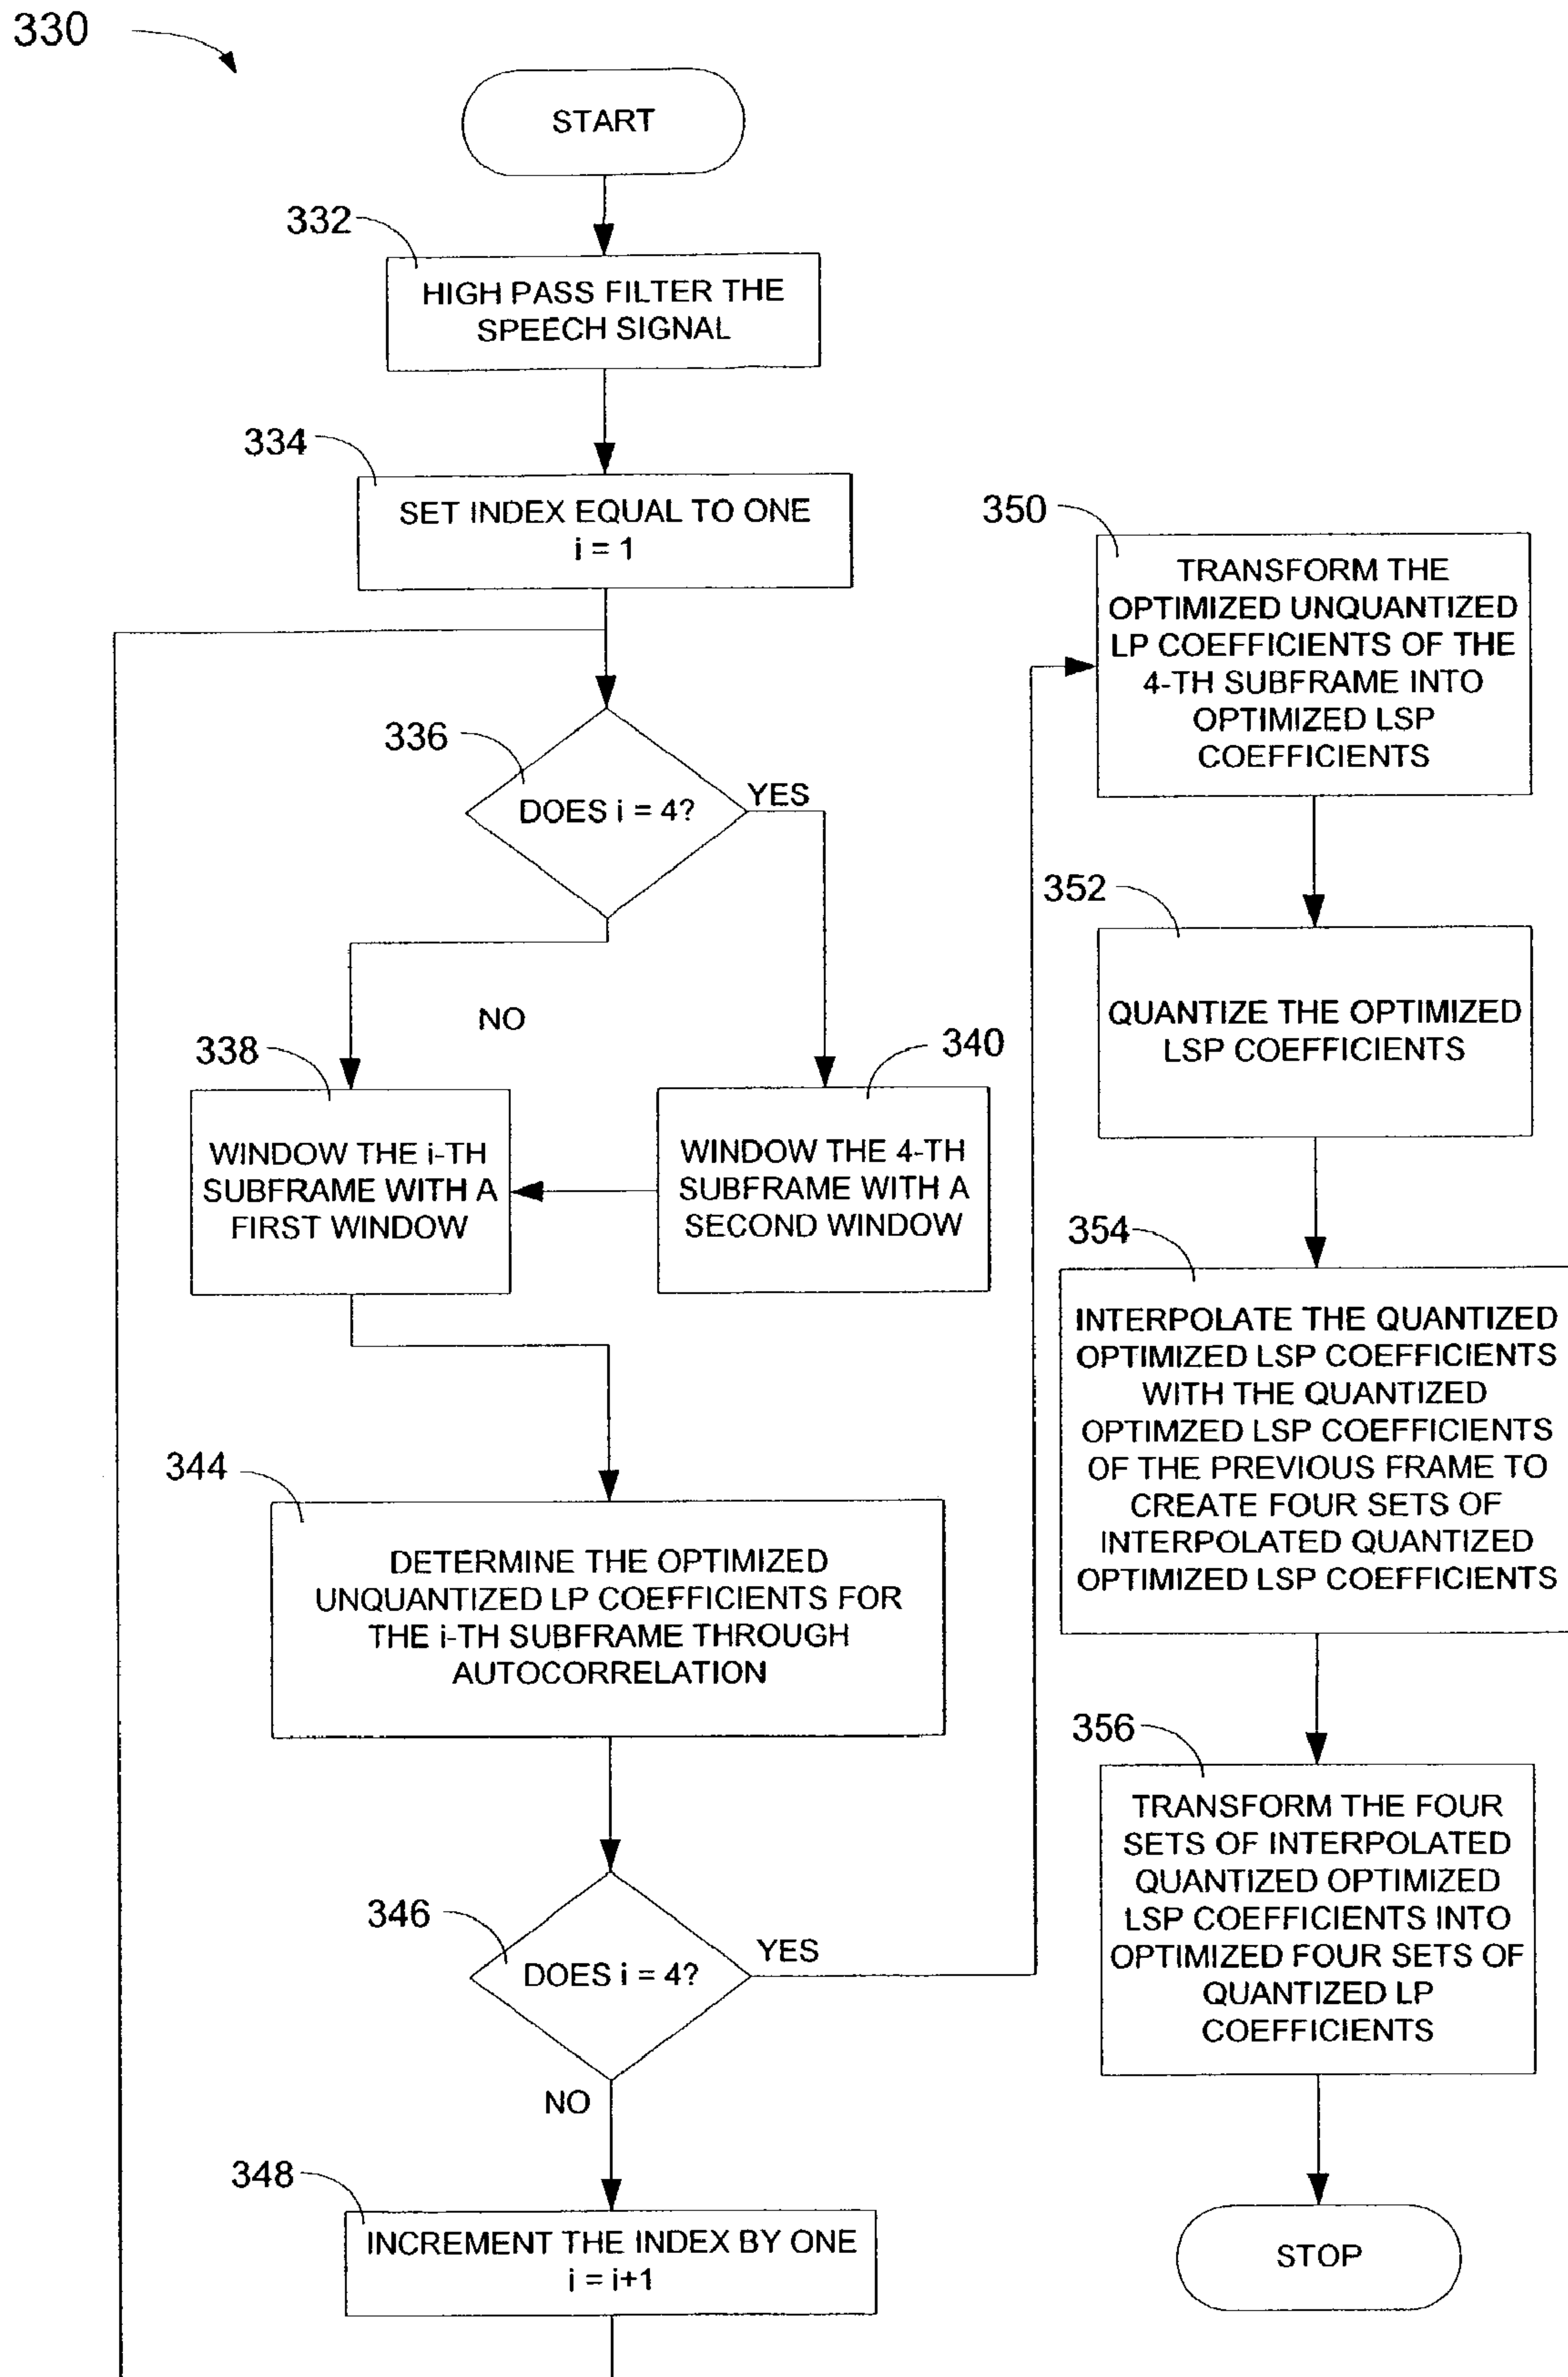 330
START
332
HIGH PASS FILTER THE
SPEECH SIGNAL
334
SET INDEX EQUAL TO ONE
i = 1
336
DOES i = 4?
YES
NO
338
WINDOW THE i-TH
SUBFRAME WITH A
FIRST WINDOW
340
WINDOW THE 4-TH
SUBFRAME WITH A
SECOND WINDOW
344
DETERMINE THE OPTIMIZED
UNQUANTIZED LP COEFFICIENTS FOR
THE i-TH SUBFRAME THROUGH
AUTOCORRELATION
346
DOES i = 4?
YES
NO
348
INCREMENT THE INDEX BY ONE
i = i+1
350
TRANSFORM THE
OPTIMIZED UNQUANTIZED
LP COEFFICIENTS OF THE
4-TH SUBFRAME INTO
OPTIMIZED LSP
COEFFICIENTS
352
QUANTIZE THE OPTIMIZED
LSP COEFFICIENTS
354
INTERPOLATE THE QUANTIZED
OPTIMIZED LSP COEFFICIENTS
WITH THE QUANTIZED
OPTIMZED LSP COEFFICIENTS
OF THE PREVIOUS FRAME TO
CREATE FOUR SETS OF
INTERPOLATED QUANTIZED
OPTIMIZED LSP COEFFICIENTS
356
TRANSFORM THE FOUR
SETS OF INTERPOLATED
QUANTIZED OPTIMIZED
LSP COEFFICIENTS INTO
OPTIMIZED FOUR SETS OF
QUANTIZED LP
COEFFICIENTS
STOP